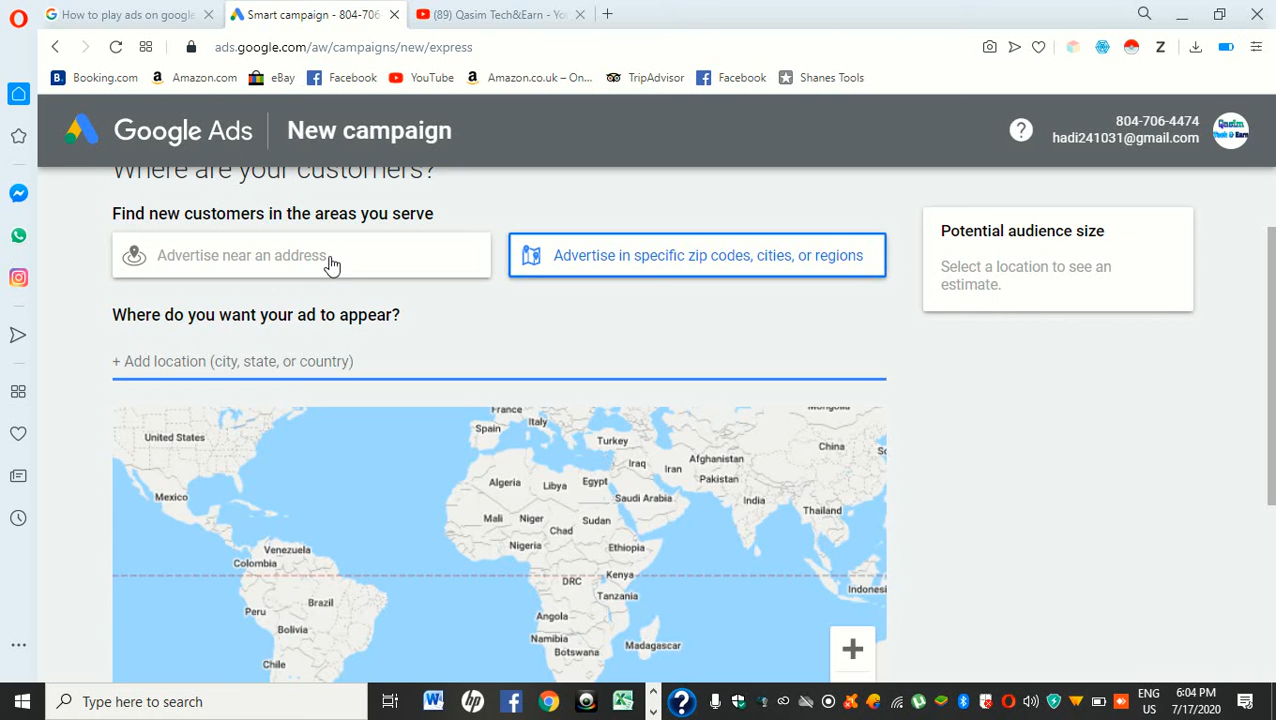 How to play ads on google
Smart campaign - 804-706-
(89) Qasim Tech&Earn - Yo
ads.google.com/aw/campaigns/new/express
Booking.com
Amazon.com
eBay
Facebook
YouTube
Amazon.co.uk – On...
TripAdvisor
Facebook
Shanes Tools
Google Ads
New campaign
804-706-4474
hadi241031@gmail.com
Qasim
Tech & Earn
Where are your customers?
Find new customers in the areas you serve
Advertise near an address
Advertise in specific zip codes, cities, or regions
Potential audience size
Select a location to see an
estimate.
Where do you want your ad to appear?
+ Add location (city, state, or country)
France
Mongolia
United States
Spain
Italy
Turkey
China
Iraq
Iran
Afghanistan
Pakistan
Mexico
Algeria
Libya
Egypt
Saudi Arabia
India
Thailand
Mali
Niger
Chad
Sudan
Nigeria
Ethiopia
Venezuela
Colombia
DRC
Kenya
Indones
Tanzania
Peru
Brazil
Angola
Bolivia
Namibia
Botswana
Madagascar
Chile
Type here to search
ENG
US
6:04 PM
7/17/2020